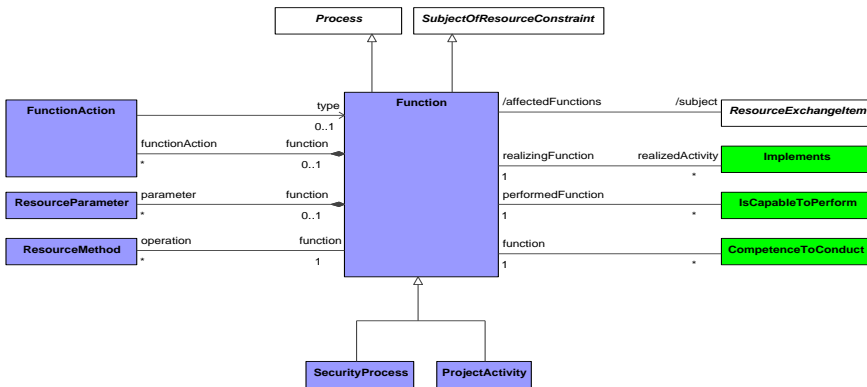 Process
SubjectOfResourceConstraint
FunctionAction
type
0..1
Function
/affectedFunctions
/subject
ResourceExchangeItem
functionAction
function
*
0..1
realizingFunction
realizedActivity
Implements
1
*
ResourceParameter
parameter
function
*
0..1
performedFunction
IsCapableToPerform
1
*
ResourceMethod
operation
function
*
1
function
CompetenceToConduct
1
*
SecurityProcess
ProjectActivity